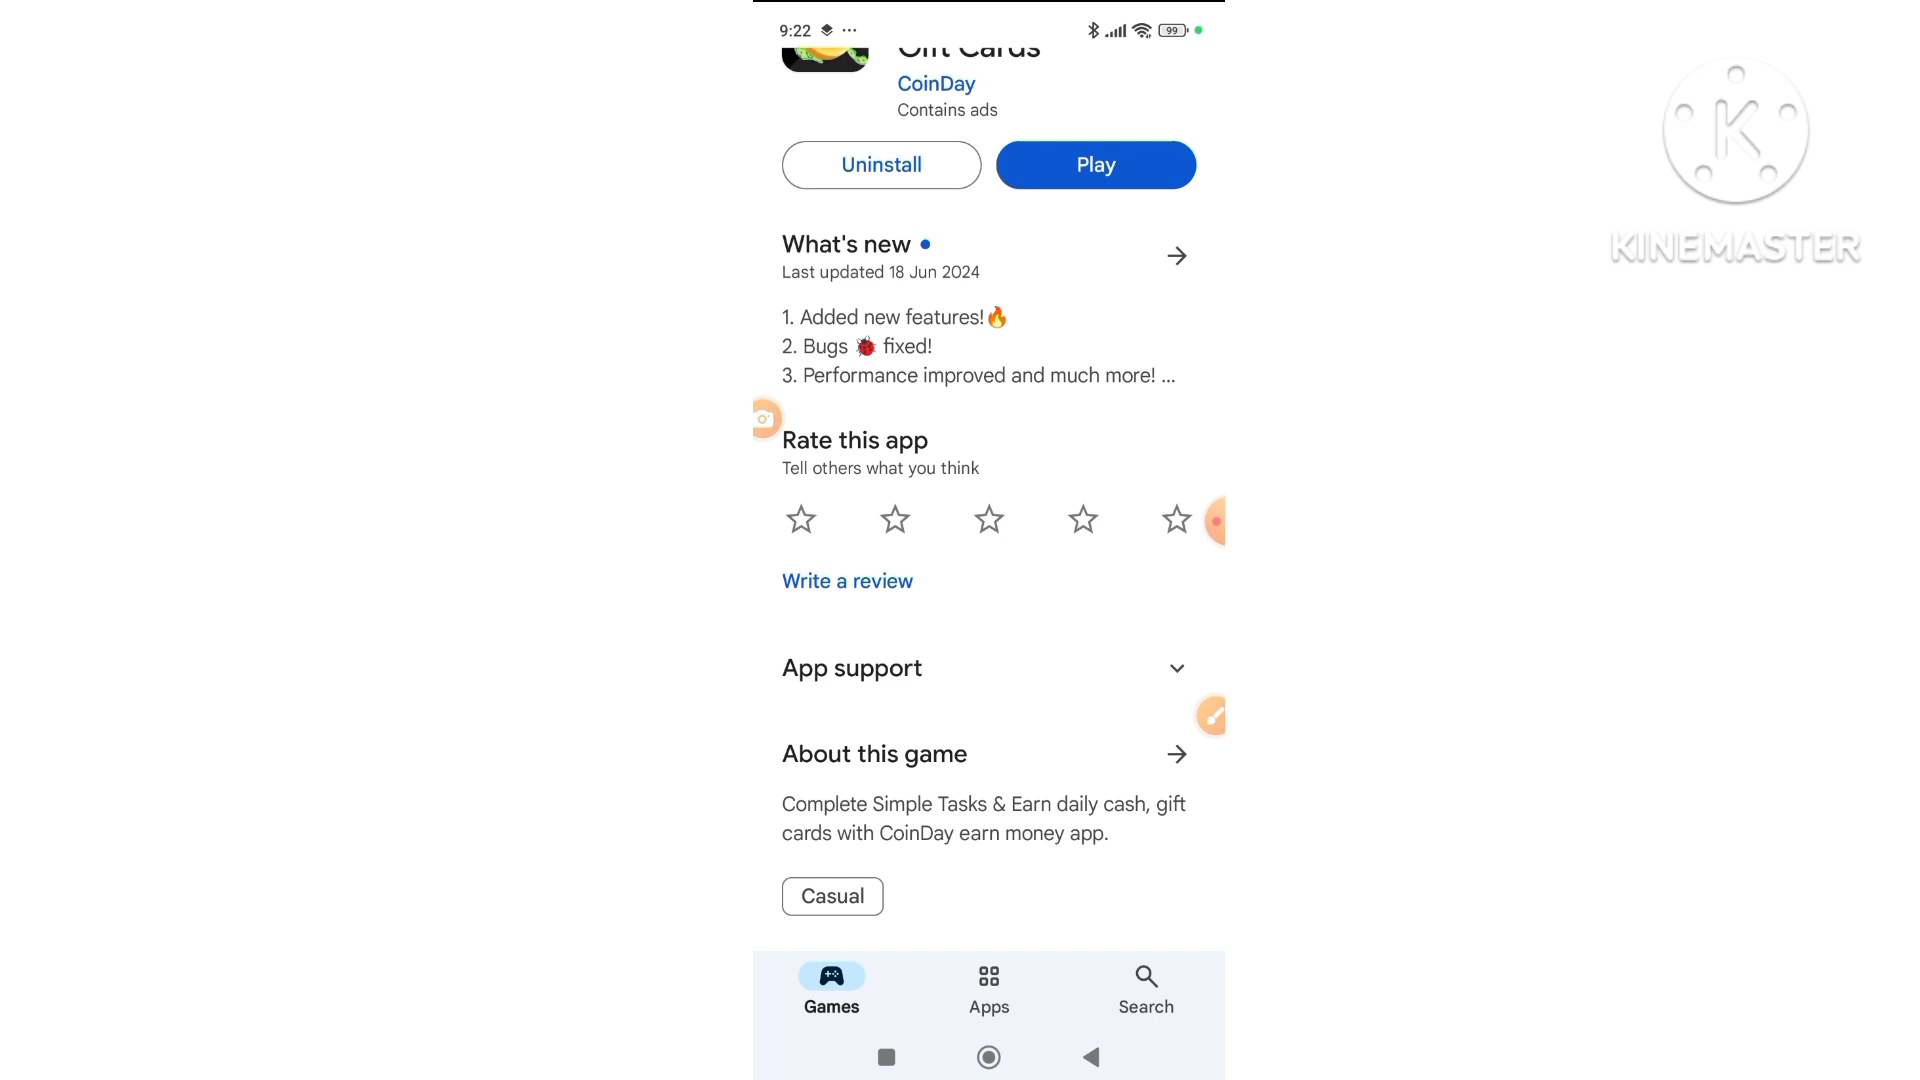 9:22
99
Gift Cards
CoinDay
Contains ads
Uninstall
Play
What's new
Last updated 18 Jun 2024
1. Added new features!🔥
2. Bugs 🐞 fixed!
3. Performance improved and much more! ...
Rate this app
Tell others what you think
Write a review
App support
About this game
Complete Simple Tasks & Earn daily cash, gift
cards with CoinDay earn money app.
Casual
Games
Apps
Search
K
KINEMASTER